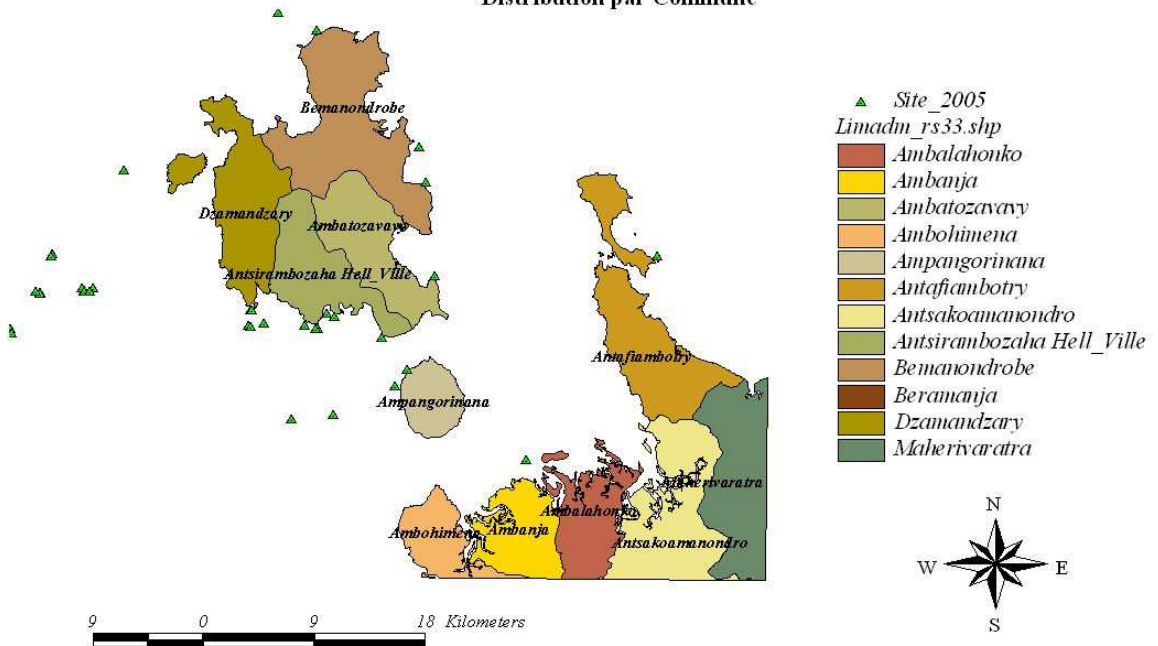 Distribution par Commune
Bemanondrobe
Dzamandzary
Ambatozavavy
Antsirambozaha Hell_Ville
Antafiambotry
Ampangorinana
Maherivaratra
Ambohimena
Ambanja
Ambalahonko
Antsakoamanondro
Site_2005
Limadm_rs33.shp
Ambalahonko
Ambanja
Ambatozavavy
Ambohimena
Ampangorinana
Antafiambotry
Antsakoamanondro
Antsirambozaha Hell_Ville
Bemanondrobe
Beramanja
Dzamandzary
Maherivaratra
N
W E
S
9 0 9 18 Kilometers